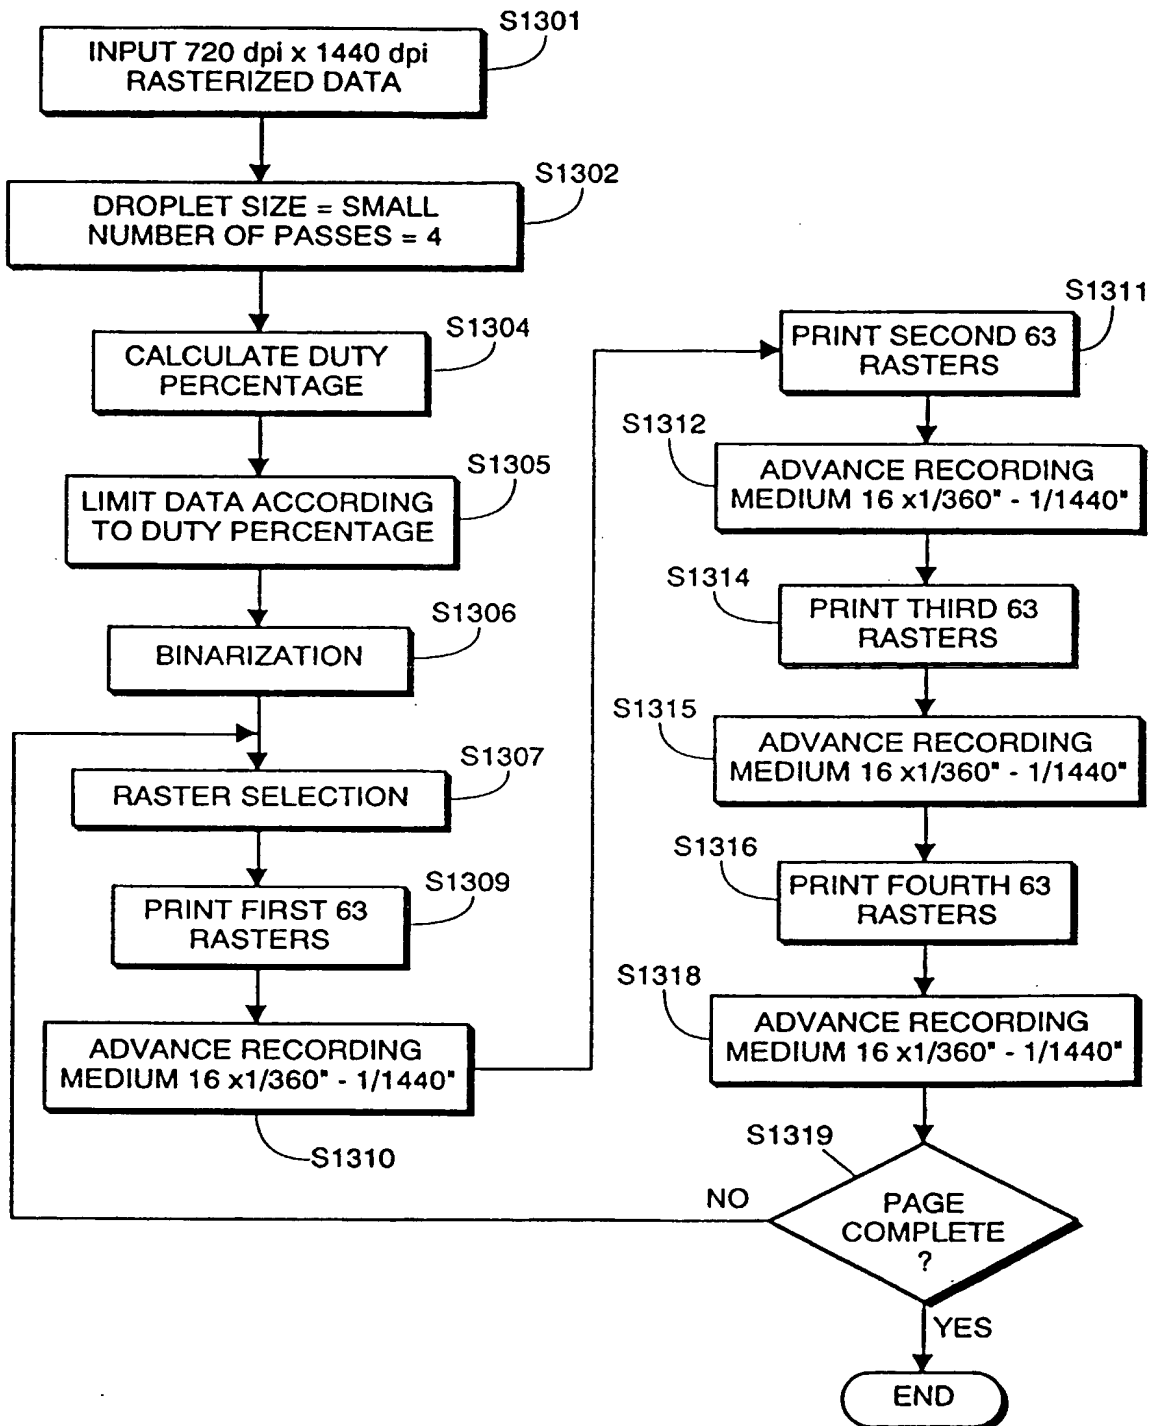 S1301
INPUT 720 dpi x 1440 dpi
RASTERIZED DATA
S1302
DROPLET SIZE = SMALL
NUMBER OF PASSES = 4
S1304
CALCULATE DUTY
PERCENTAGE
S1305
LIMIT DATA ACCORDING
TO DUTY PERCENTAGE
S1306
BINARIZATION
S1307
RASTER SELECTION
S1309
PRINT FIRST 63
RASTERS
ADVANCE RECORDING
MEDIUM 16 x1/360" - 1/1440"
S1310
S1311
PRINT SECOND 63
RASTERS
S1312
ADVANCE RECORDING
MEDIUM 16 x1/360" - 1/1440"
S1314
PRINT THIRD 63
RASTERS
S1315
ADVANCE RECORDING
MEDIUM 16 x1/360" - 1/1440"
S1316
PRINT FOURTH 63
RASTERS
S1318
ADVANCE RECORDING
MEDIUM 16 x1/360" - 1/1440"
S1319
NO
PAGE
COMPLETE
?
YES
END